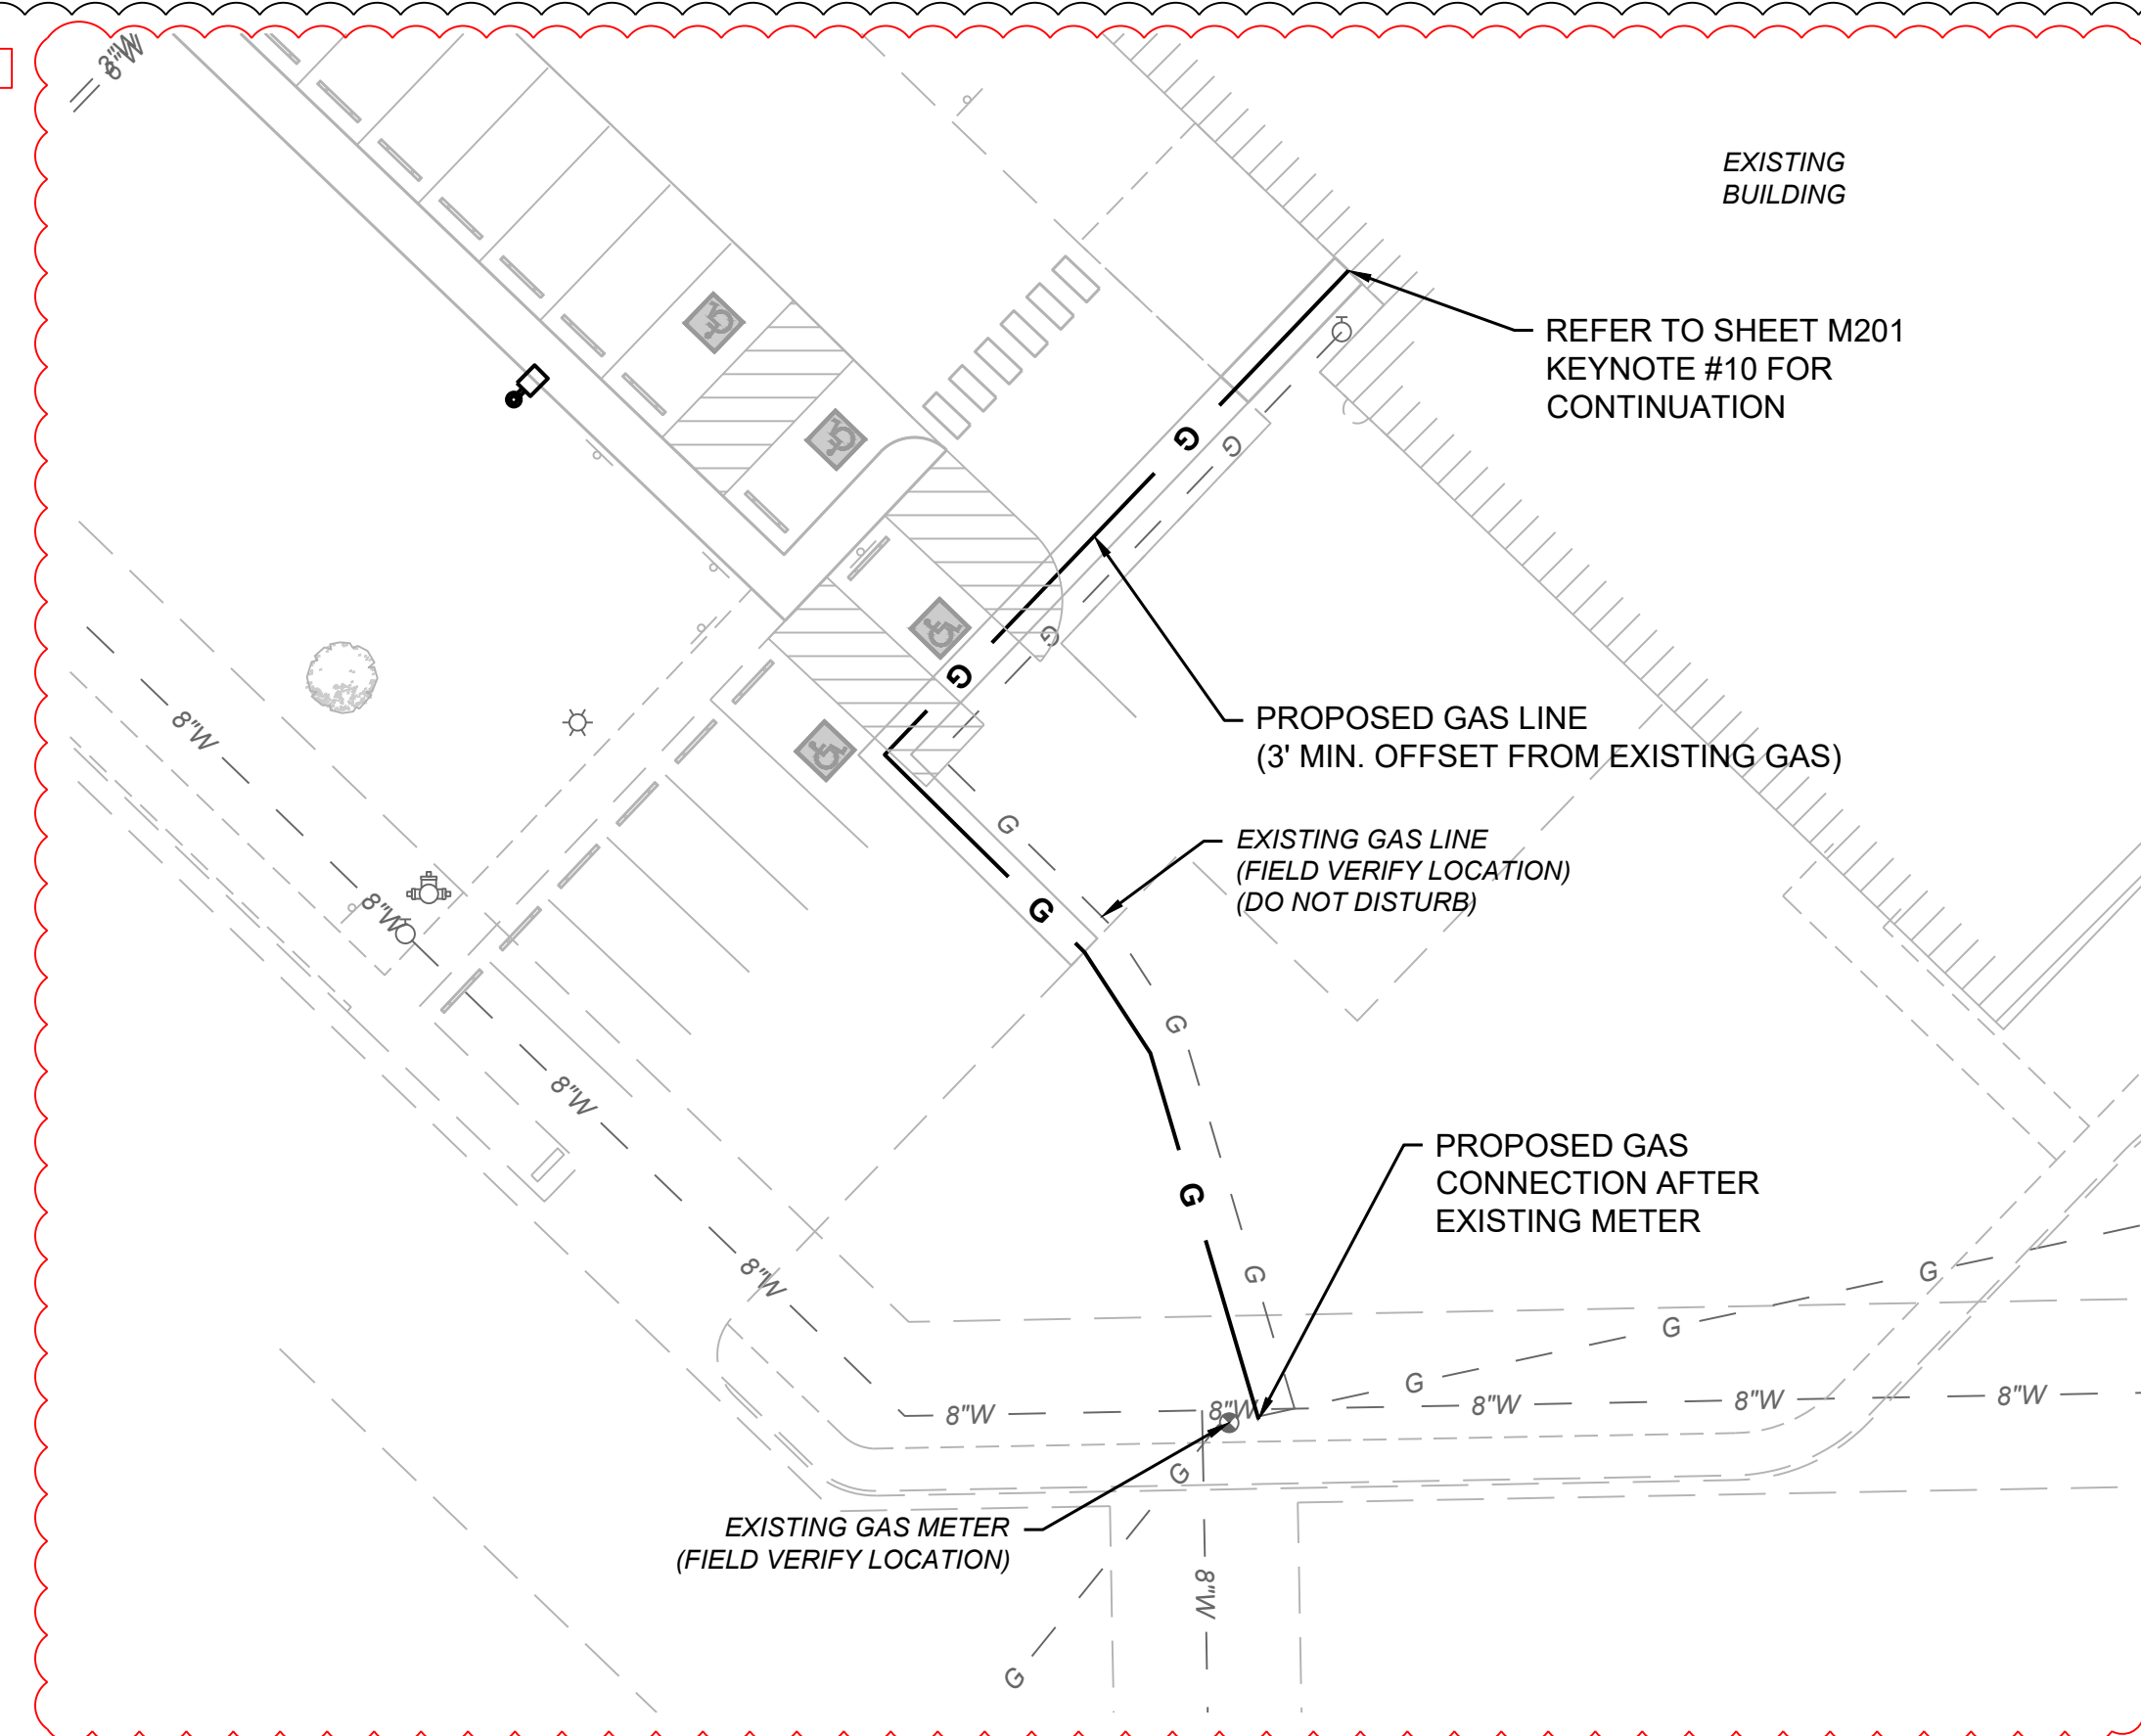 8"W
EXISTING
BUILDING
REFER TO SHEET M201
KEYNOTE #10 FOR
CONTINUATION
G
G
G
G
8"W
PROPOSED GAS LINE
(3' MIN. OFFSET FROM EXISTING GAS)
G
EXISTING GAS LINE
(FIELD VERIFY LOCATION)
(DO NOT DISTURB)
8"W
G
G
8"W
PROPOSED GAS
CONNECTION AFTER
EXISTING METER
G
8"W
G
G
G
G
8"W
8"W
8"W
8"W
8"W
G
EXISTING GAS METER
(FIELD VERIFY LOCATION)
8"W
G